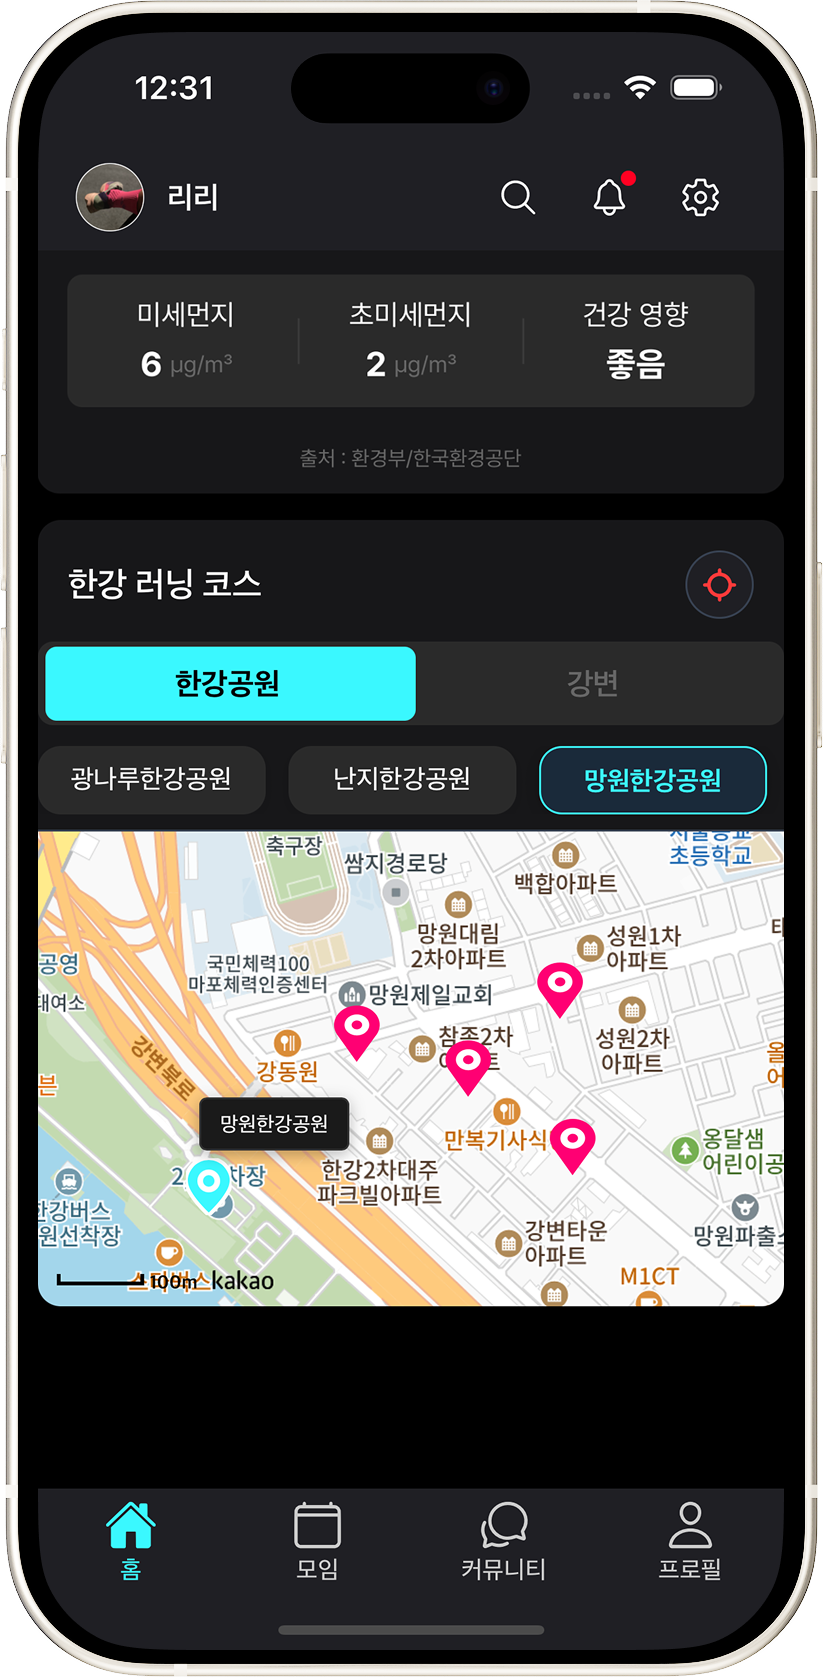 12:31
리리
미세먼지
초미세먼지
건강 영향
6 μg/m³
2 μg/m³
좋음
출처 : 환경부/한국환경공단
한강 러닝 코스
한강공원
강변
광나루한강공원
난지한강공원
망원한강공원
축구장
초등학교
쌈지경로당
백합아파트
망원대림
2차아파트
성원1차
아파트
공영
국민체력100
마포체력인증센터
대여소
망원제일교회
참존2차
성원2차
아파트
강변북로
강동원
븐
망원한강공원
만복기사식
옹달샘
어린이공
한강2차대주
파크빌아파트
차장
한강버스
원선착장
강변타운
아파트
망원파출소
M1CT
100m
kakao
홈
모임
커뮤니티
프로필